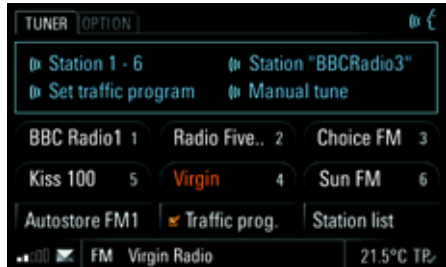 TUNER OPTION
Station 1 - 6 Station "BBCRadio3"
Set traffic program Manual tune
BBC Radio1 1 Radio Five.. 2 Choice FM 3
Kiss 100 5 Virgin 4 Sun FM 6
Autostore FM1 Traffic prog. Station list
FM Virgin Radio 21.5°C TP